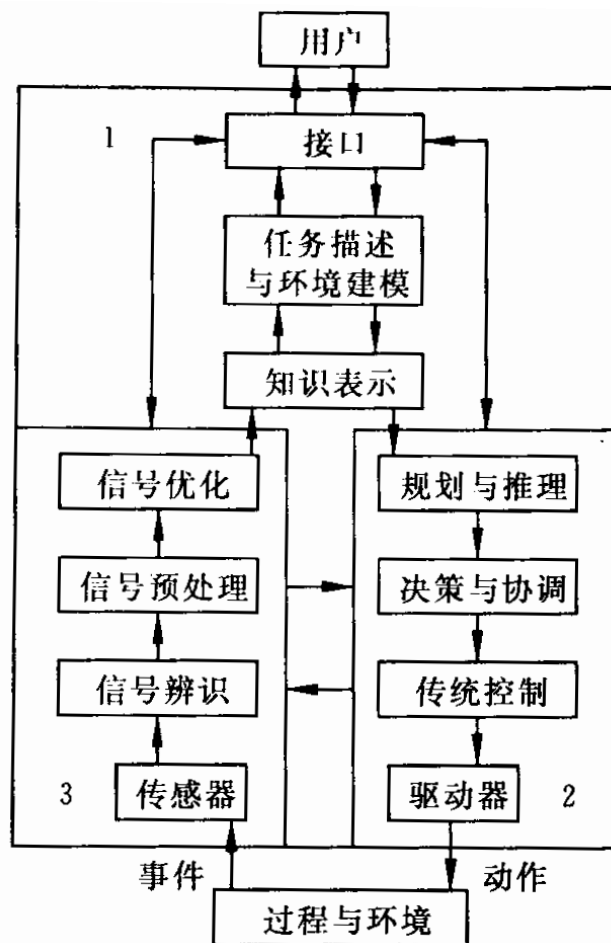 用户
1
接口
任务描述
与环境建模
知识表示
信号优化
规划与推理
信号预处理
决策与协调
信号辨识
传统控制
3
传感器
驱动器
2
事件
动作
过程与环境